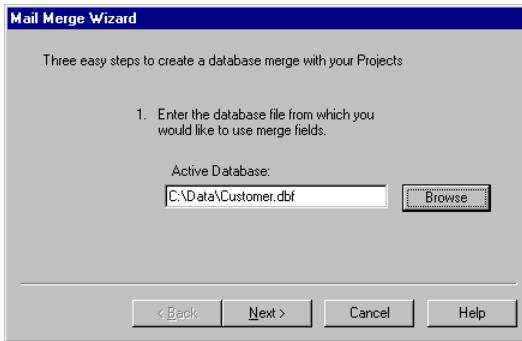 Mail Merge Wizard
Three easy steps to create a database merge with your Projects
1. Enter the database file from which you
would like to use merge fields.
Active Database:
C:\Data\Customer.dbf
Browse
< Back
Next >
Cancel
Help